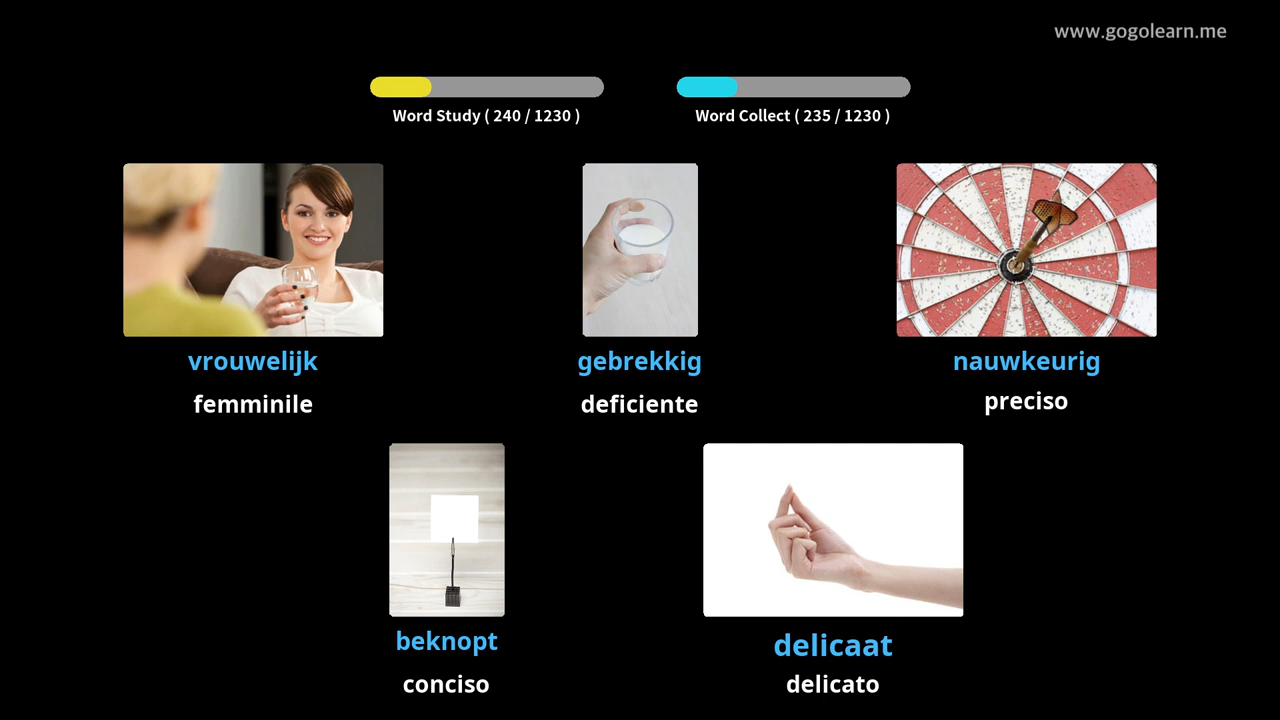 www.gogolearn.me
Word Study ( 240 / 1230 )
Word Collect ( 235 / 1230 )
vrouwelijk
femminile
gebrekkig
deficiente
nauwkeurig
preciso
beknopt
conciso
delicaat
delicato